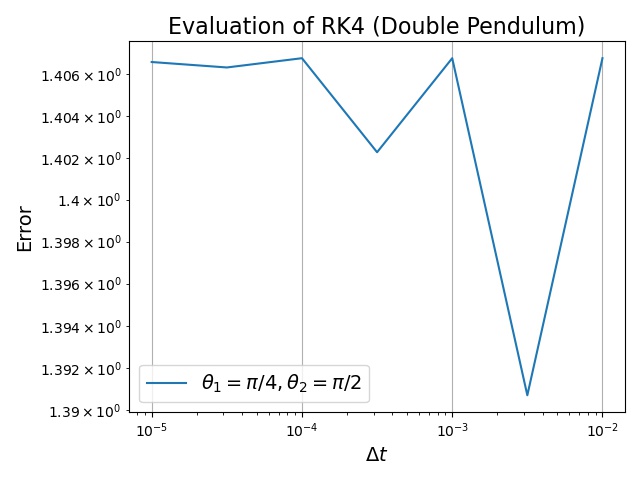 Evaluation of RK4 (Double Pendulum)
Error
1.406 × 10⁰
1.404 × 10⁰
1.402 × 10⁰
1.4 × 10⁰
1.398 × 10⁰
1.396 × 10⁰
1.394 × 10⁰
1.392 × 10⁰
1.39 × 10⁰
θ₁ = π/4, θ₂ = π/2
10⁻⁵ 10⁻⁴ 10⁻³ 10⁻²
Δt